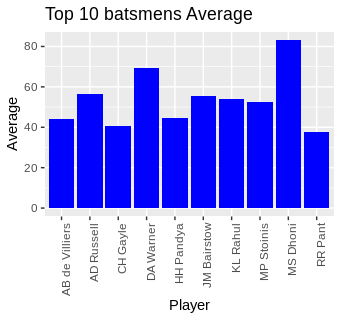 Top 10 batsmens Average
Average
80
60
40
20
0
AB de Villiers
AD Russell
CH Gayle
DA Warner
HH Pandya
JM Bairstow
KL Rahul
MP Stoinis
MS Dhoni
RR Pant
Player